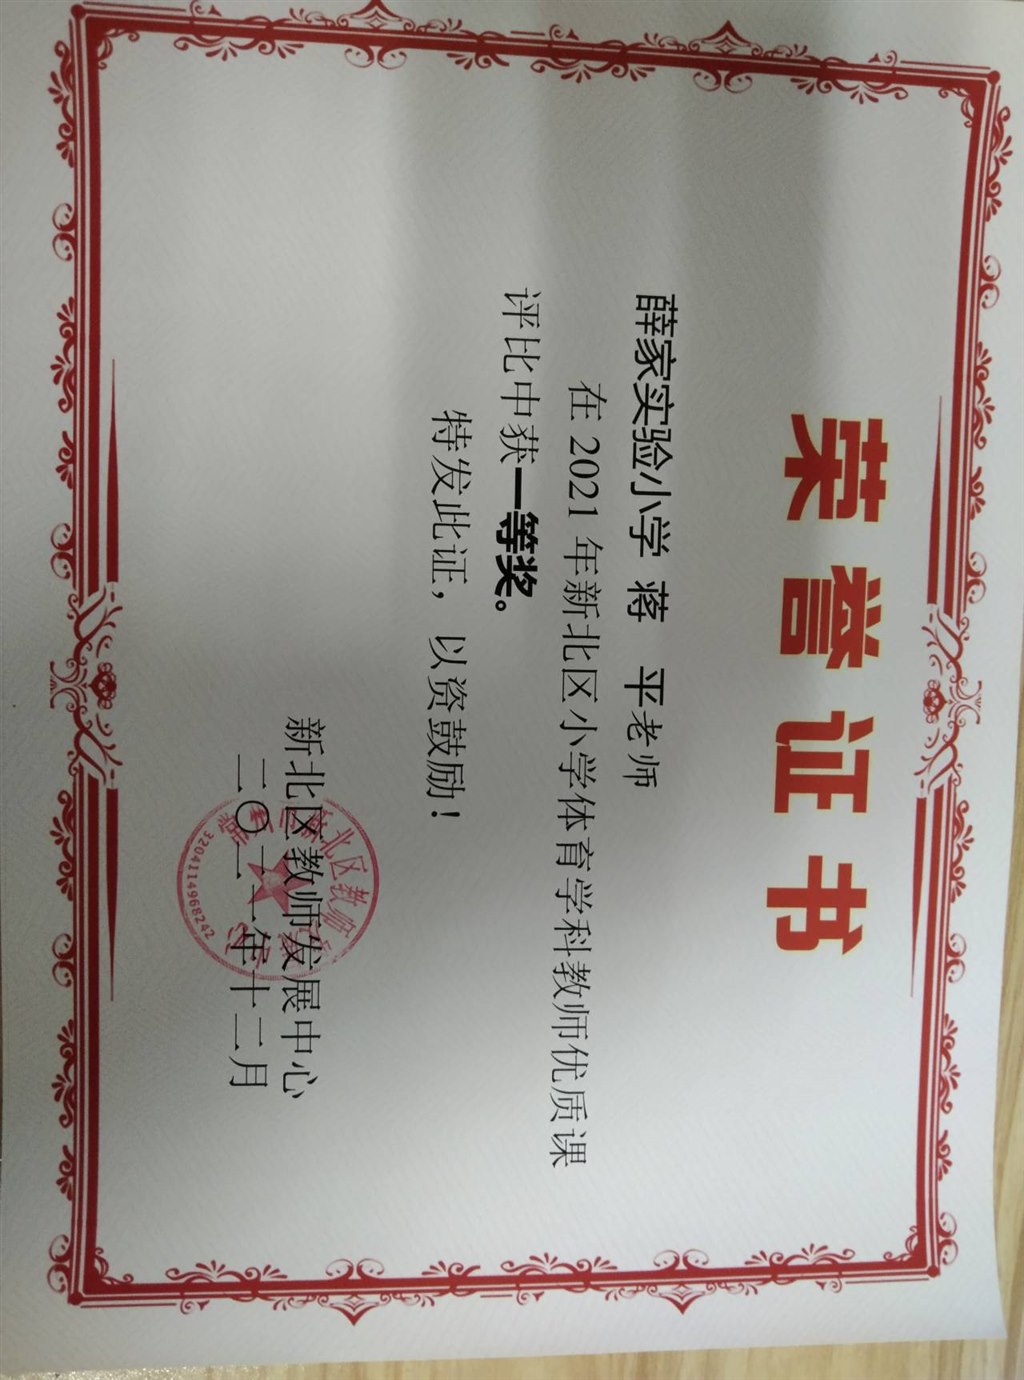 荣誉证书
薛家实验小学 蒋 平老师
在 2021 年新北区小学体育学科教师优质课
评比中获一等奖。
特发此证，以资鼓励！
新北区教师发展中心
二〇二一年十二月
3204114968242